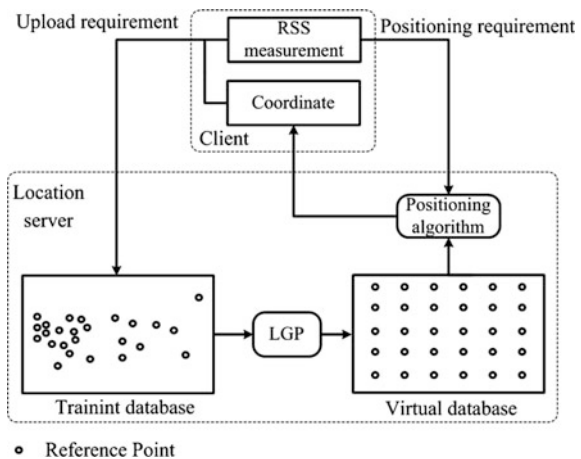 Upload requirement
RSS
measurement
Positioning requirement
Coordinate
Client
Location
server
Positioning
algorithm
LGP
Trainint database
Virtual database
Reference Point